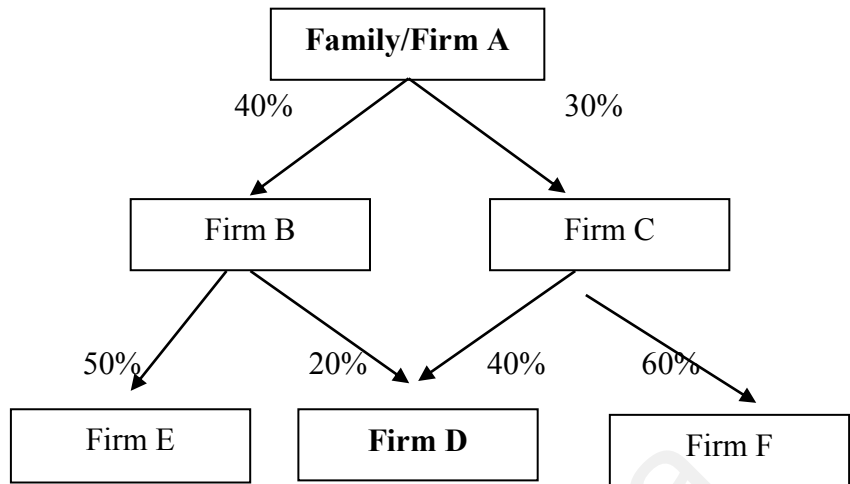 Family/Firm A
40%
30%
Firm B
Firm C
50%
20%
40%
60%
Firm E
Firm D
Firm F